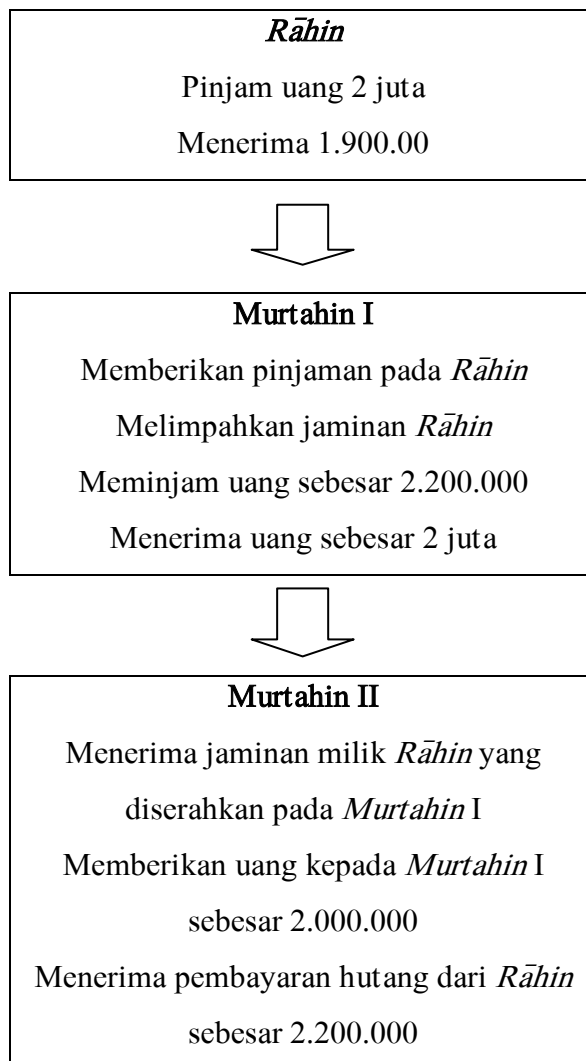 Rāhin
Pinjam uang 2 juta
Menerima 1.900.00
Murtahin I
Memberikan pinjaman pada Rāhin
Melimpahkan jaminan Rāhin
Meminjam uang sebesar 2.200.000
Menerima uang sebesar 2 juta
Murtahin II
Menerima jaminan milik Rāhin yang
diserahkan pada Murtahin I
Memberikan uang kepada Murtahin I
sebesar 2.000.000
Menerima pembayaran hutang dari Rāhin
sebesar 2.200.000